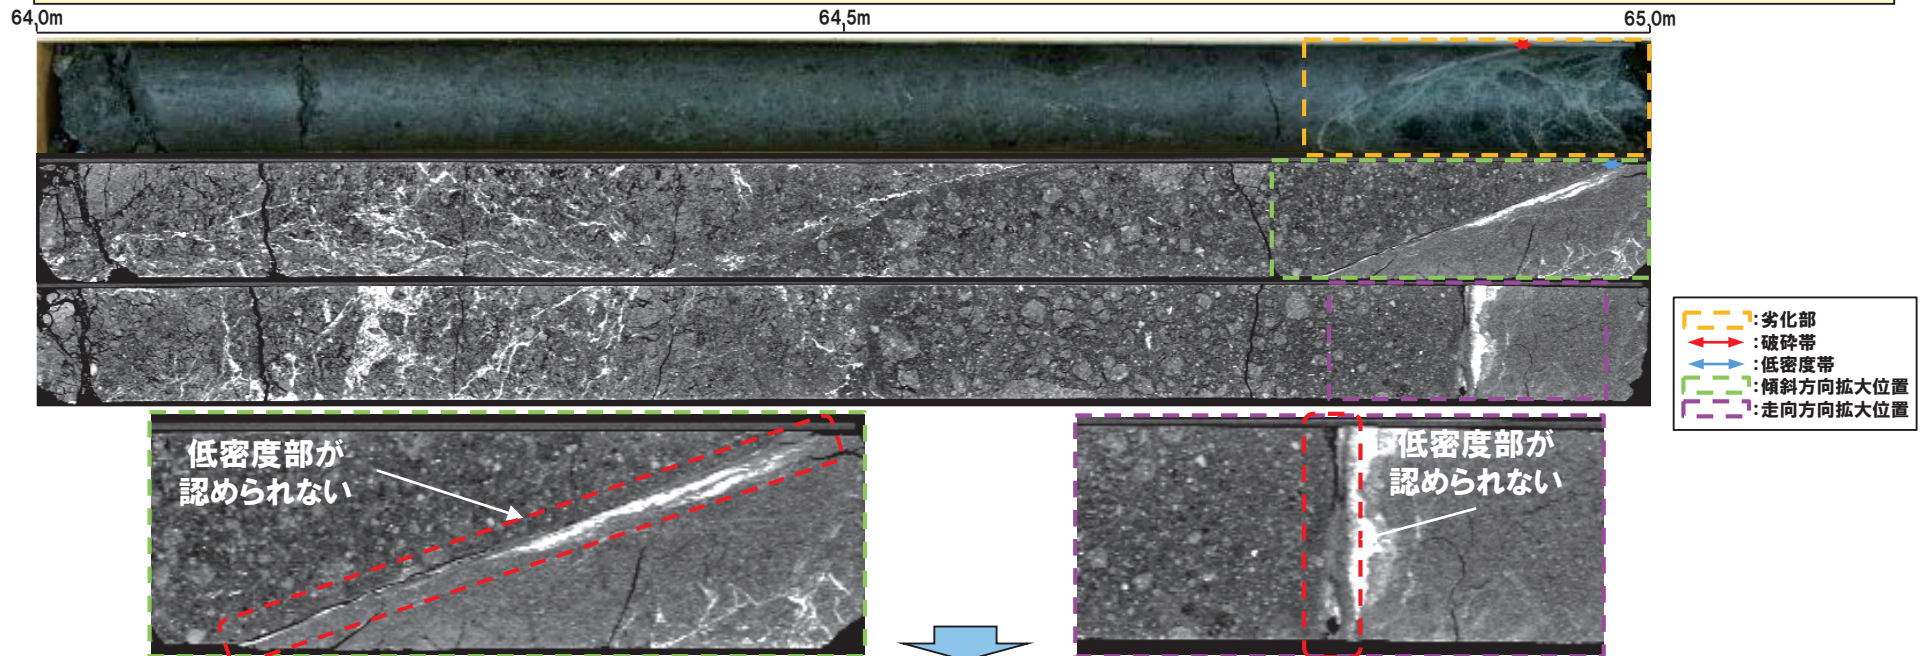 64.0m
64.5m
65.0m
:劣化部
:破砕帯
:低密度帯
:傾斜方向拡大位置
:走向方向拡大位置
低密度部が
認められない
低密度部が
認められない